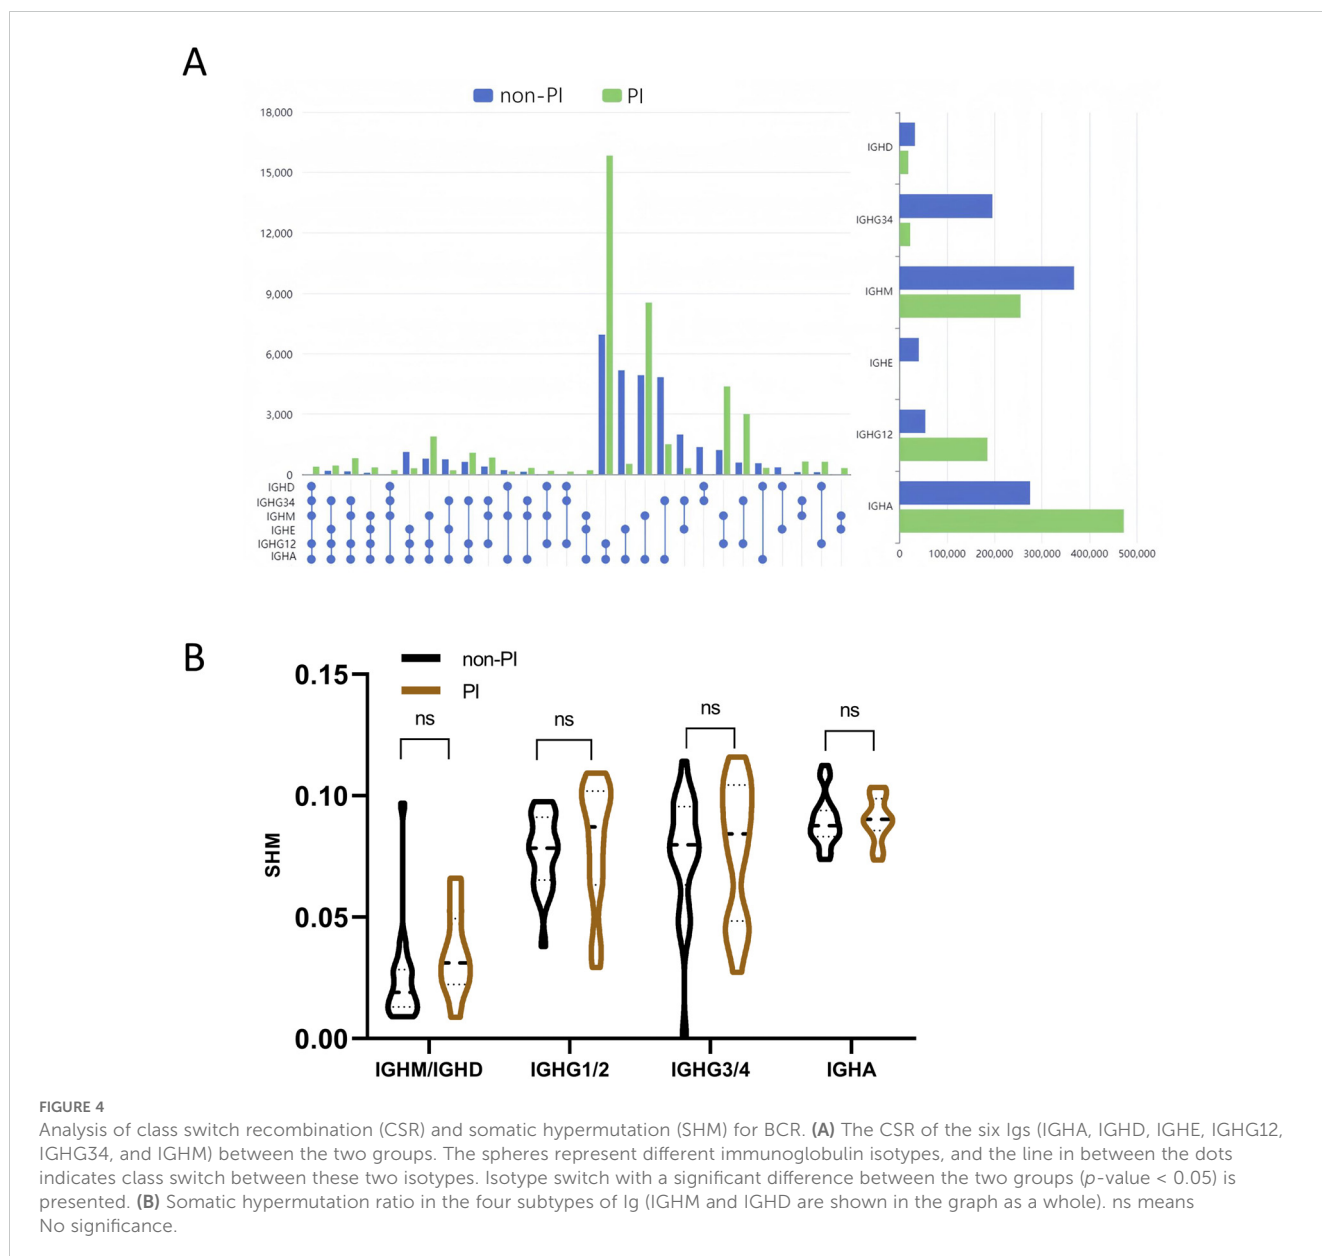 A
non-PI PI
18,000
15,000
12,000
9,000
6,000
3,000
0
IGHD
IGHG34
IGHM
IGHE
IGHG12
IGHA
IGHD
IGHG34
IGHM
IGHE
IGHG12
IGHA
0 100,000 200,000 300,000 400,000 500,000
B
non-PI
PI
0.15
0.10
0.05
0.00
SHM
ns ns ns ns
IGHM/IGHD IGHG1/2 IGHG3/4 IGHA
FIGURE 4
Analysis of class switch recombination (CSR) and somatic hypermutation (SHM) for BCR. (A) The CSR of the six Igs (IGHA, IGHD, IGHE, IGHG12,
IGHG34, and IGHM) between the two groups. The spheres represent different immunoglobulin isotypes, and the line in between the dots
indicates class switch between these two isotypes. Isotype switch with a significant difference between the two groups (p-value < 0.05) is
presented. (B) Somatic hypermutation ratio in the four subtypes of Ig (IGHM and IGHD are shown in the graph as a whole). ns means
No significance.